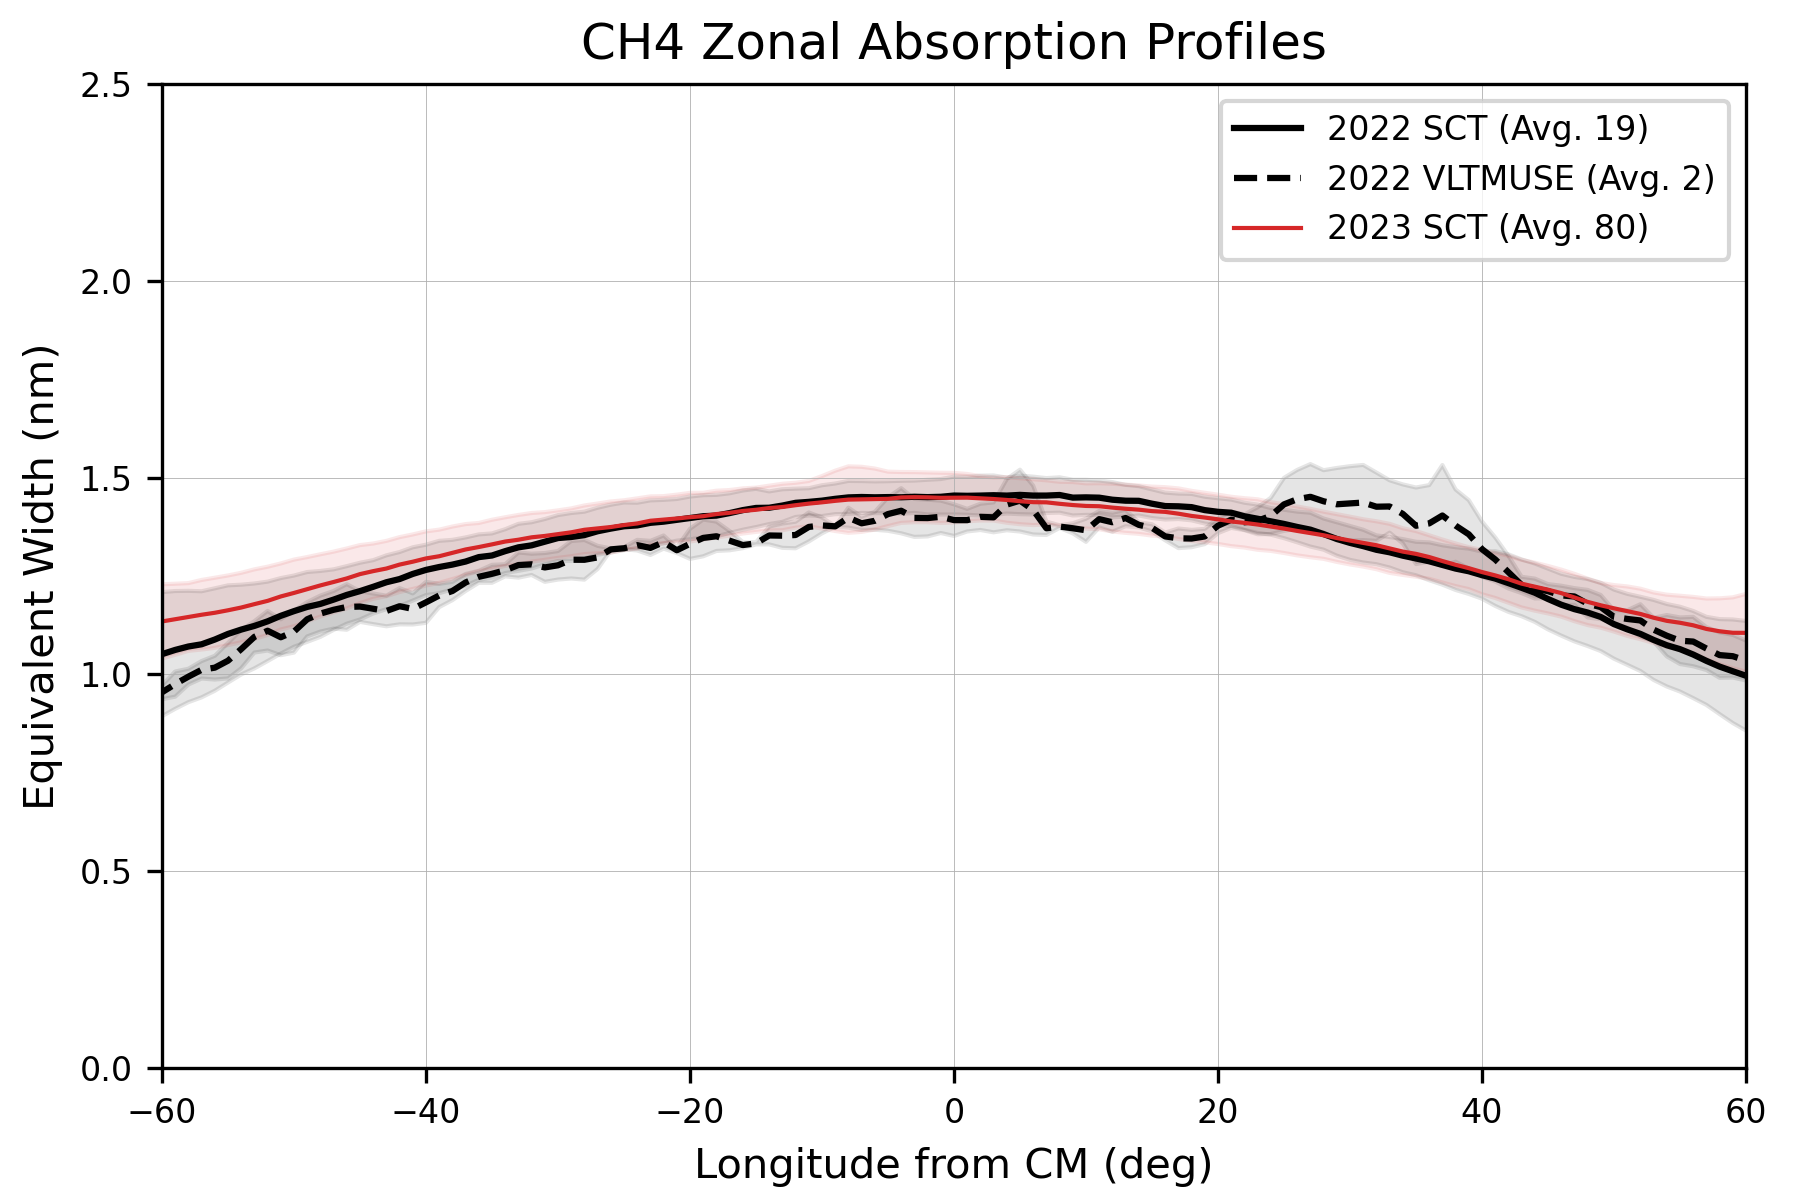 CH4 Zonal Absorption Profiles
2.5
2.0
1.5
1.0
0.5
0.0
Equivalent Width (nm)
2022 SCT (Avg. 19)
2022 VLTMUSE (Avg. 2)
2023 SCT (Avg. 80)
−60
−40
−20
0
20
40
60
Longitude from CM (deg)